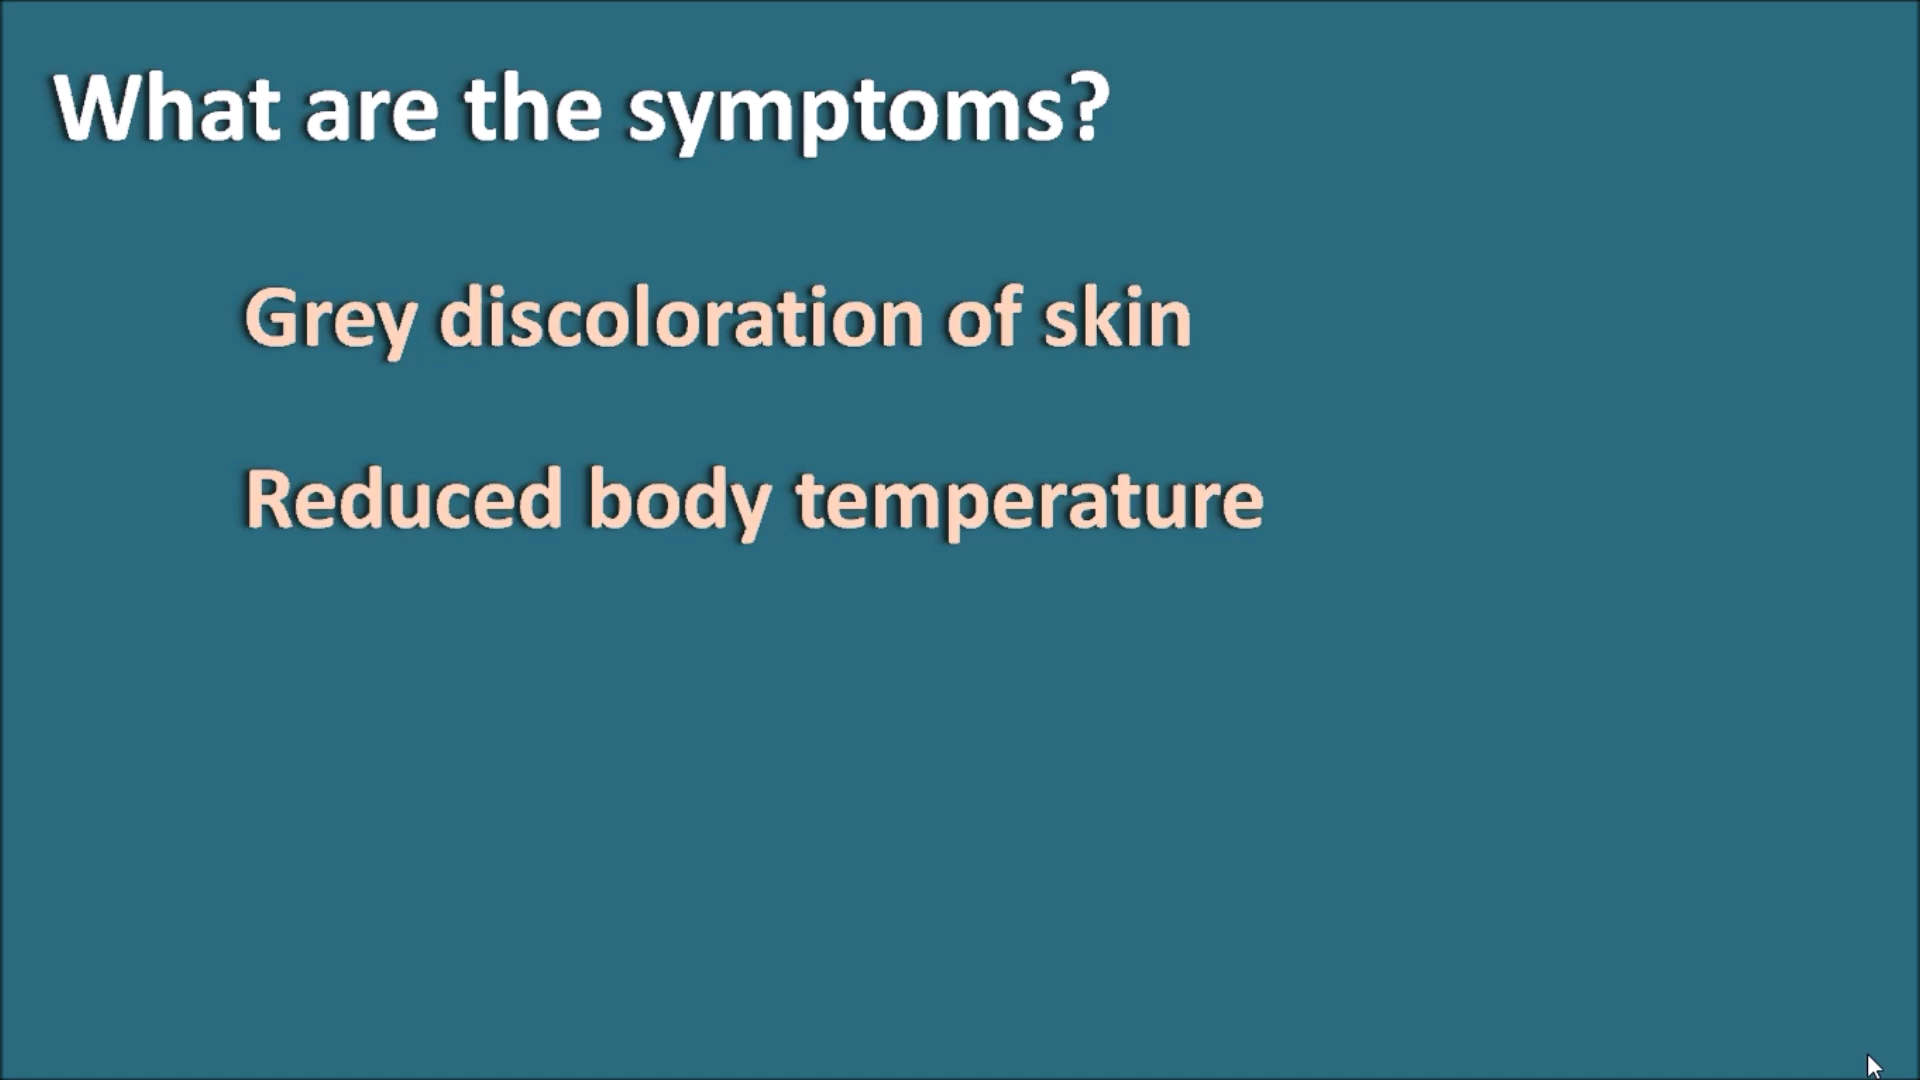 What are the symptoms?
Grey discoloration of skin
Reduced body temperature